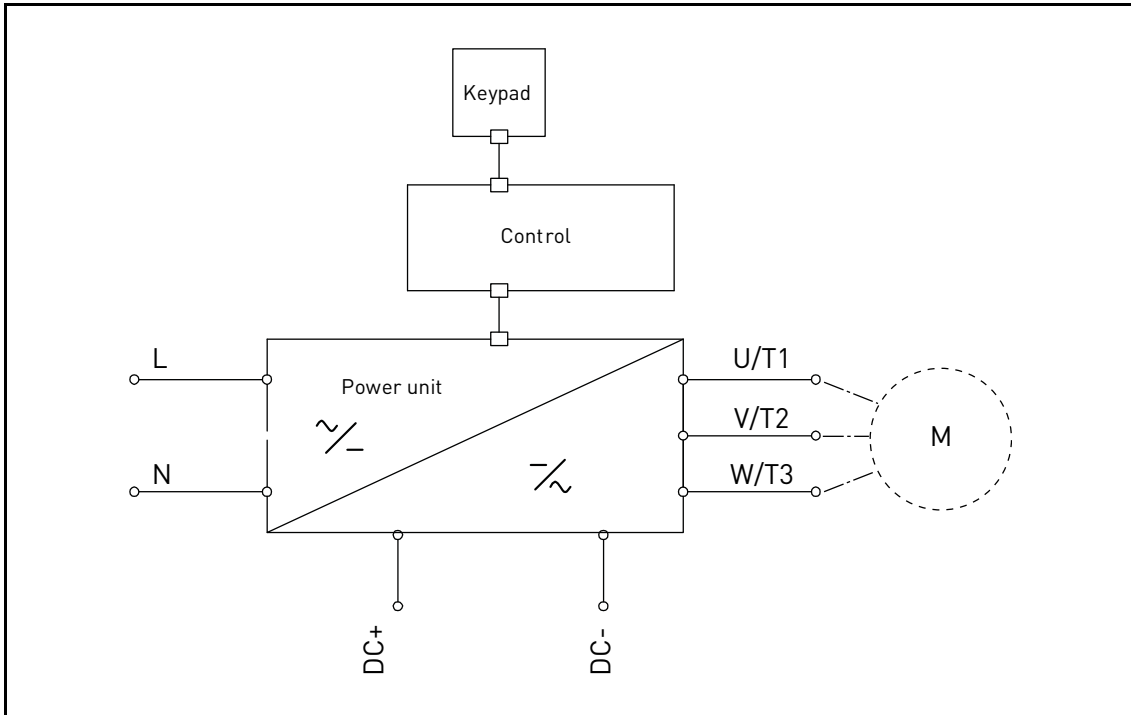 Keypad
Control
L
Power unit
U/T1
V/T2
M
N
W/T3
DC+
DC-